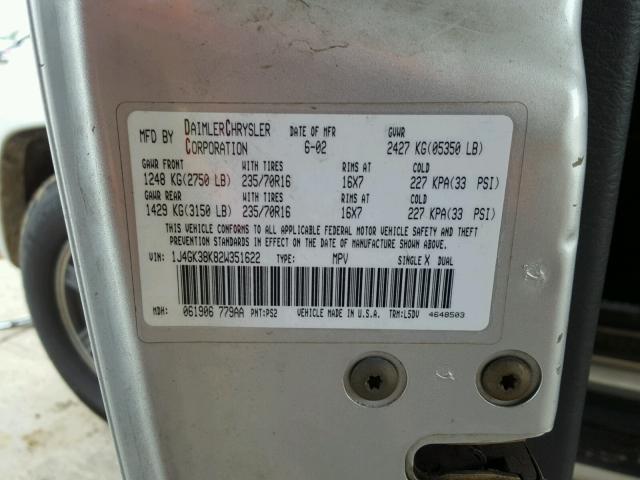 MFD BY DAIMLERCHRYSLER CORPORATION DATE OF MFR 6-02 GVWR 2427 KG(05350 LB)
GAWR FRONT WITH TIRES RIMS AT COLD
1248 KG(2750 LB) 235/70R16 16X7 227 KPA(33 PSI)
GAWR REAR WITH TIRES RIMS AT COLD
1429 KG(3150 LB) 235/70R16 16X7 227 KPA(33 PSI)
THIS VEHICLE CONFORMS TO ALL APPLICABLE FEDERAL MOTOR VEHICLE SAFETY AND THEFT
PREVENTION STANDARDS IN EFFECT ON THE DATE OF MANUFACTURE SHOWN ABOVE.
VIN: 1J4GK38K82W351622 TYPE: MPV SINGLE X DUAL
MDH: 061906 779AA PNT:PS2 VEHICLE MADE IN U.S.A. TRM:L5DV 4648503